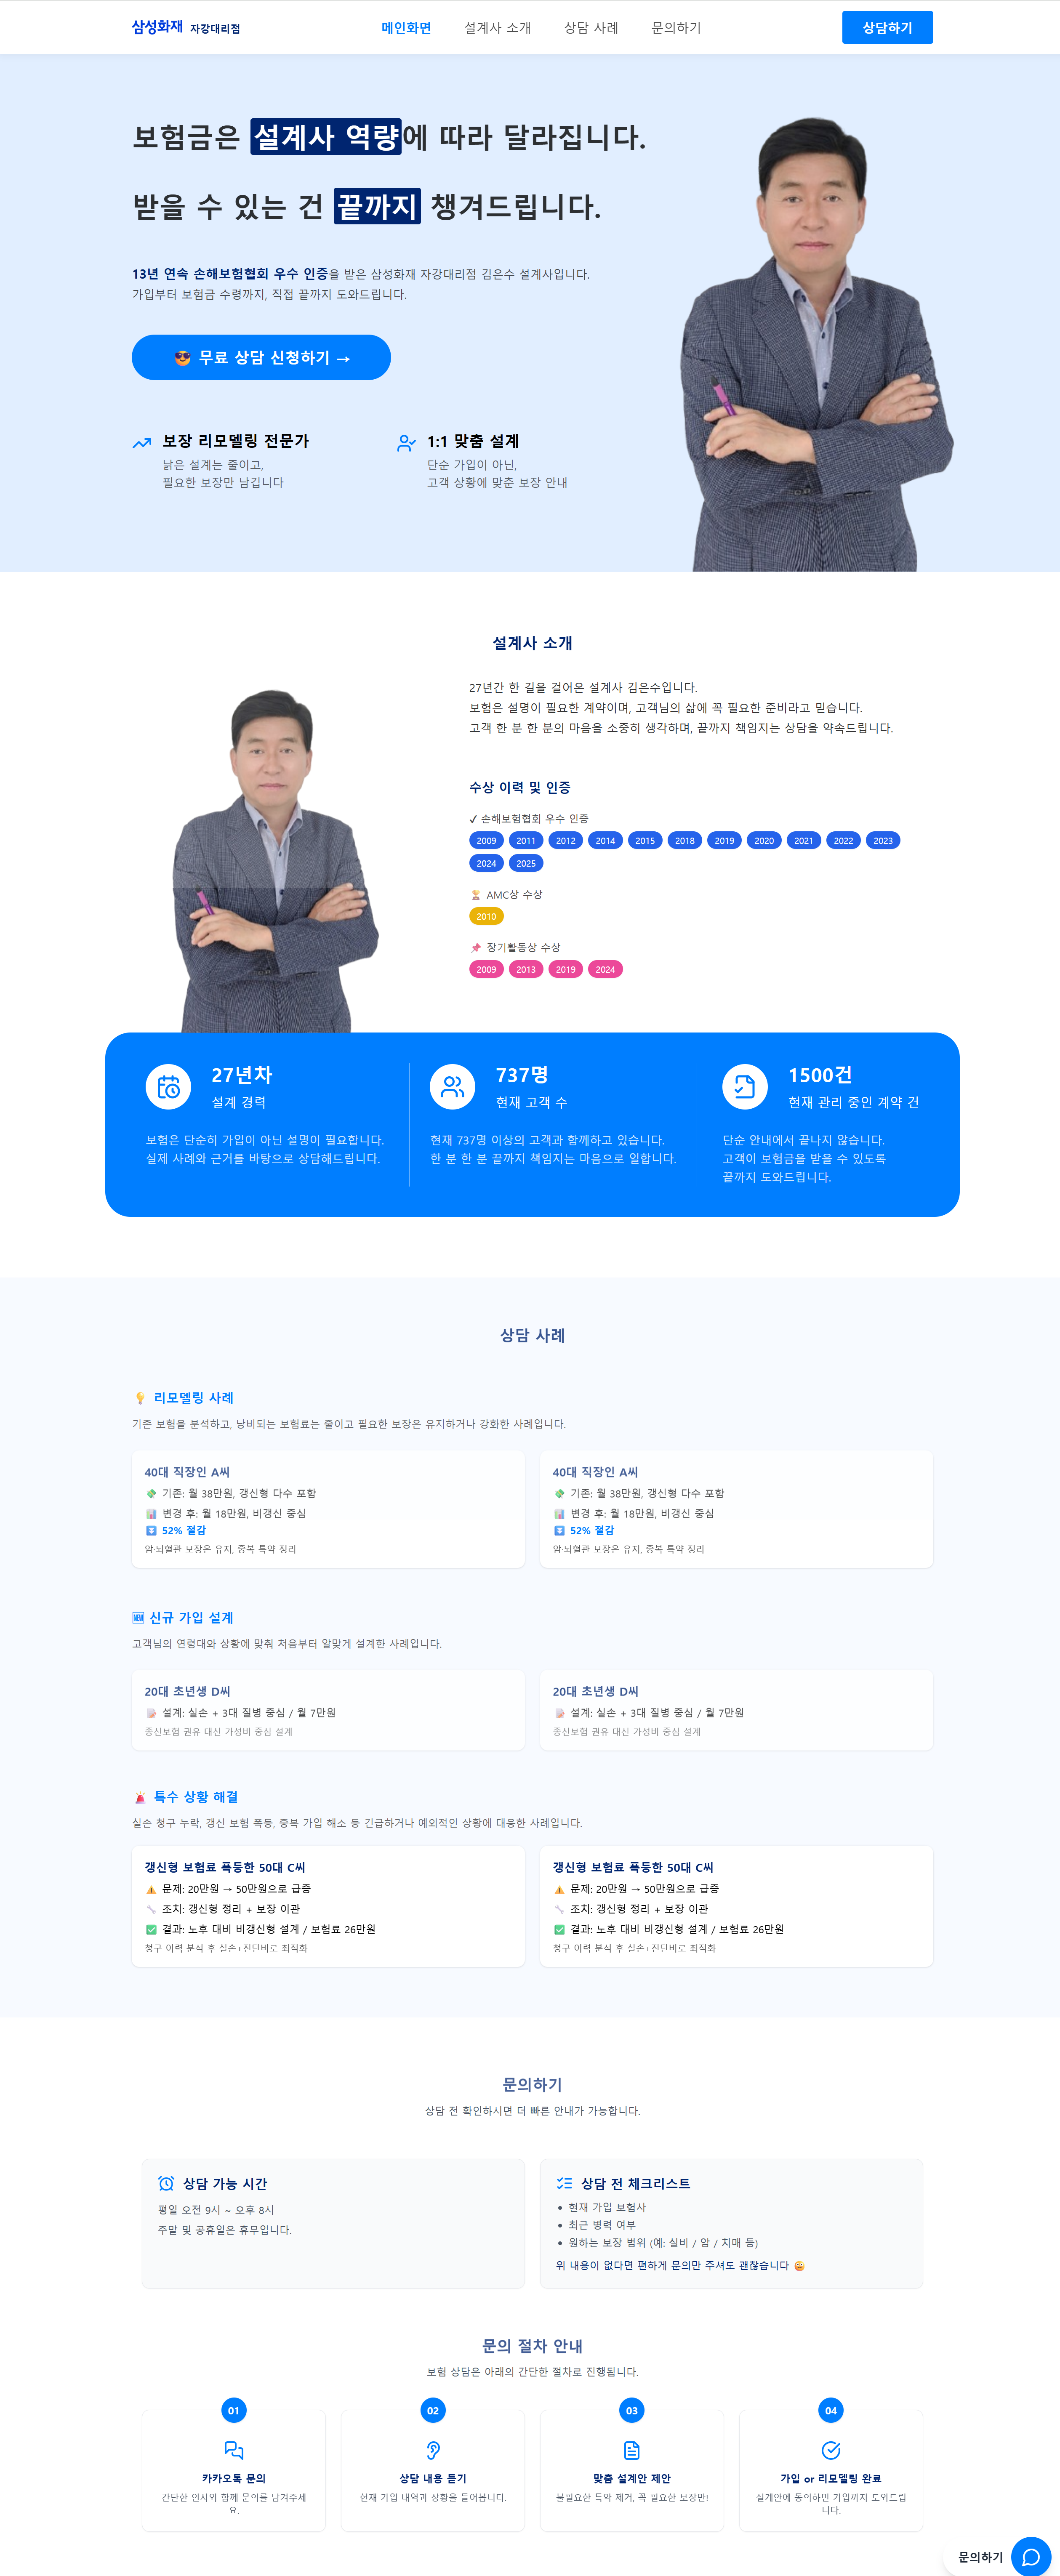 삼성화재 자강대리점
메인화면
설계사 소개
상담 사례
문의하기
상담하기
보험금은 설계사 역량에 따라 달라집니다.
받을 수 있는 건 끝까지 챙겨드립니다.
13년 연속 손해보험협회 우수 인증을 받은 삼성화재 자강대리점 김은수 설계사입니다.
가입부터 보험금 수령까지, 직접 끝까지 도와드립니다.
😎 무료 상담 신청하기 →
보장 리모델링 전문가
낡은 설계는 줄이고,
필요한 보장만 남깁니다
1:1 맞춤 설계
단순 가입이 아닌,
고객 상황에 맞춘 보장 안내
설계사 소개
27년간 한 길을 걸어온 설계사 김은수입니다.
보험은 설명이 필요한 계약이며, 고객님의 삶에 꼭 필요한 준비라고 믿습니다.
고객 한 분 한 분의 마음을 소중히 생각하며, 끝까지 책임지는 상담을 약속드립니다.
수상 이력 및 인증
✓ 손해보험협회 우수 인증
2009 2011 2012 2014 2015 2018 2019 2020 2021 2022 2023
2024 2025
AMC상 수상
2010
📌 장기활동상 수상
2009 2013 2019 2024
27년차
설계 경력
보험은 단순히 가입이 아닌 설명이 필요합니다.
실제 사례와 근거를 바탕으로 상담해드립니다.
737명
현재 고객 수
현재 737명 이상의 고객과 함께하고 있습니다.
한 분 한 분 끝까지 책임지는 마음으로 일합니다.
1500건
현재 관리 중인 계약 건
단순 안내에서 끝나지 않습니다.
고객이 보험금을 받을 수 있도록
끝까지 도와드립니다.
상담 사례
💡 리모델링 사례
기존 보험을 분석하고, 낭비되는 보험료는 줄이고 필요한 보장은 유지하거나 강화한 사례입니다.
40대 직장인 A씨
💸 기존: 월 38만원, 갱신형 다수 포함
📊 변경 후: 월 18만원, 비갱신 중심
⏬ 52% 절감
암·뇌혈관 보장은 유지, 중복 특약 정리
40대 직장인 A씨
💸 기존: 월 38만원, 갱신형 다수 포함
📊 변경 후: 월 18만원, 비갱신 중심
⏬ 52% 절감
암·뇌혈관 보장은 유지, 중복 특약 정리
🆕 신규 가입 설계
고객님의 연령대와 상황에 맞춰 처음부터 알맞게 설계한 사례입니다.
20대 초년생 D씨
📝 설계: 실손 + 3대 질병 중심 / 월 7만원
종신보험 권유 대신 가성비 중심 설계
20대 초년생 D씨
📝 설계: 실손 + 3대 질병 중심 / 월 7만원
종신보험 권유 대신 가성비 중심 설계
🚨 특수 상황 해결
실손 청구 누락, 갱신 보험 폭등, 중복 가입 해소 등 긴급하거나 예외적인 상황에 대응한 사례입니다.
갱신형 보험료 폭등한 50대 C씨
⚠️ 문제: 20만원 → 50만원으로 급증
🔧 조치: 갱신형 정리 + 보장 이관
✅ 결과: 노후 대비 비갱신형 설계 / 보험료 26만원
청구 이력 분석 후 실손+진단비로 최적화
갱신형 보험료 폭등한 50대 C씨
⚠️ 문제: 20만원 → 50만원으로 급증
🔧 조치: 갱신형 정리 + 보장 이관
✅ 결과: 노후 대비 비갱신형 설계 / 보험료 26만원
청구 이력 분석 후 실손+진단비로 최적화
문의하기
상담 전 확인하시면 더 빠른 안내가 가능합니다.
상담 가능 시간
평일 오전 9시 ~ 오후 8시
주말 및 공휴일은 휴무입니다.
상담 전 체크리스트
• 현재 가입 보험사
• 최근 병력 여부
• 원하는 보장 범위 (예: 실비 / 암 / 치매 등)
위 내용이 없다면 편하게 문의만 주셔도 괜찮습니다 😄
문의 절차 안내
보험 상담은 아래의 간단한 절차로 진행됩니다.
01
카카오톡 문의
간단한 인사와 함께 문의를 남겨주세
요.
02
상담 내용 듣기
현재 가입 내역과 상황을 들어봅니다.
03
맞춤 설계안 제안
불필요한 특약 제거, 꼭 필요한 보장만!
04
가입 or 리모델링 완료
설계안에 동의하면 가입까지 도와드립
니다.
문의하기